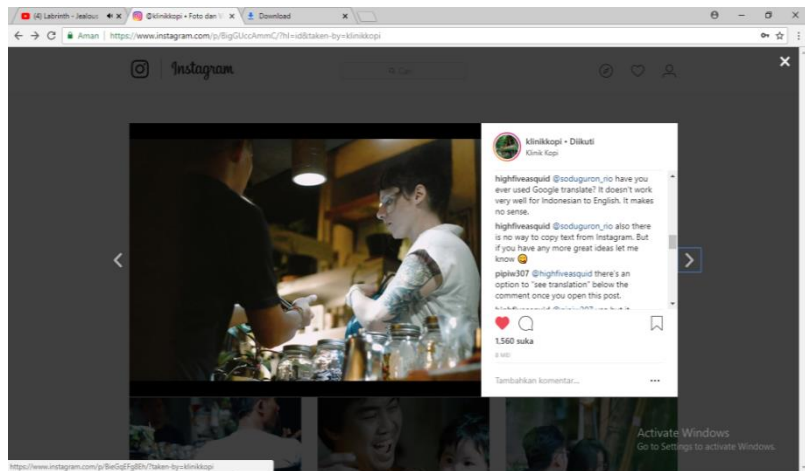 (4) Labrinth - Jealous
@klinikkopi • Foto dan V
Download
Aman
https://www.instagram.com/p/BigGUccAmmC/?hl=id&taken-by=klinikkopi
Instagram
Cari
klinikkopi • Diikuti
Klinik Kopi
highfiveasquid @soduguron_rio have you
ever used Google translate? It doesn't work
very well for Indonesian to English. It makes
no sense.
highfiveasquid @soduguron_rio also there
is no way to copy text from Instagram. But
if you have any more great ideas let me
know
pipiw307 @highfiveasquid there's an
option to "see translation" below the
comment once you open this post.
1.560 suka
8 MEI
Tambahkan komentar...
Activate Windows
Go to Settings to activate Windows.
https://www.instagram.com/p/BieGqEFgBEh/?taken-by=klinikkopi